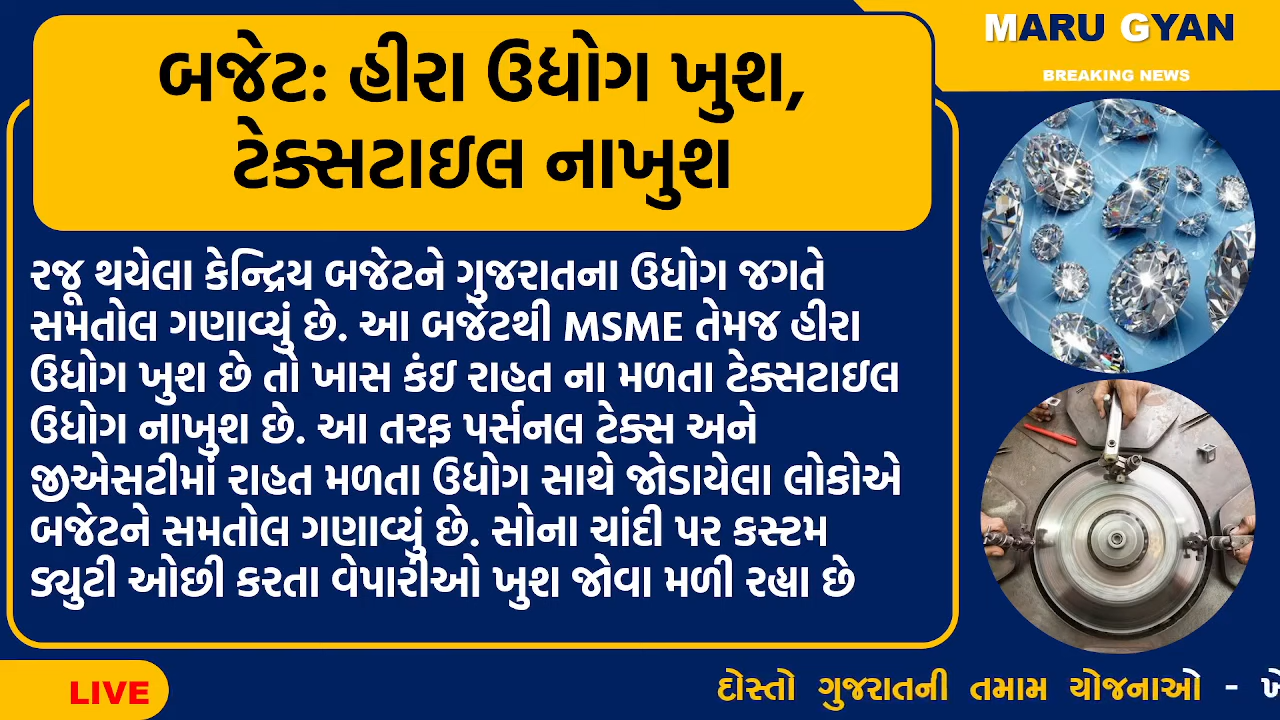 MARU GYAN
BREAKING NEWS
બજેટ: હીરા ઉદ્યોગ ખુશ,
ટેક્સટાઇલ નાખુશ
રજૂ થયેલા કેન્દ્રિય બજેટને ગુજરાતના ઉધોગ જગતે
સમતોલ ગણાવ્યું છે. આ બજેટથી MSME તેમજ હીરા
ઉધોગ ખુશ છે તો ખાસ કંઇ રાહત ના મળતા ટેક્સટાઇલ
ઉધોગ નાખુશ છે. આ તરફ પર્સનલ ટેક્સ અને
જીએસટીમાં રાહત મળતા ઉધોગ સાથે જોડાયેલા લોકોએ
બજેટને સમતોલ ગણાવ્યું છે. સોના ચાંદી પર કસ્ટમ
ડ્યુટી ઓછી કરતા વેપારીઓ ખુશ જોવા મળી રહ્યા છે
LIVE
દોસ્તો ગુજરાતની તમામ યોજનાઓ -